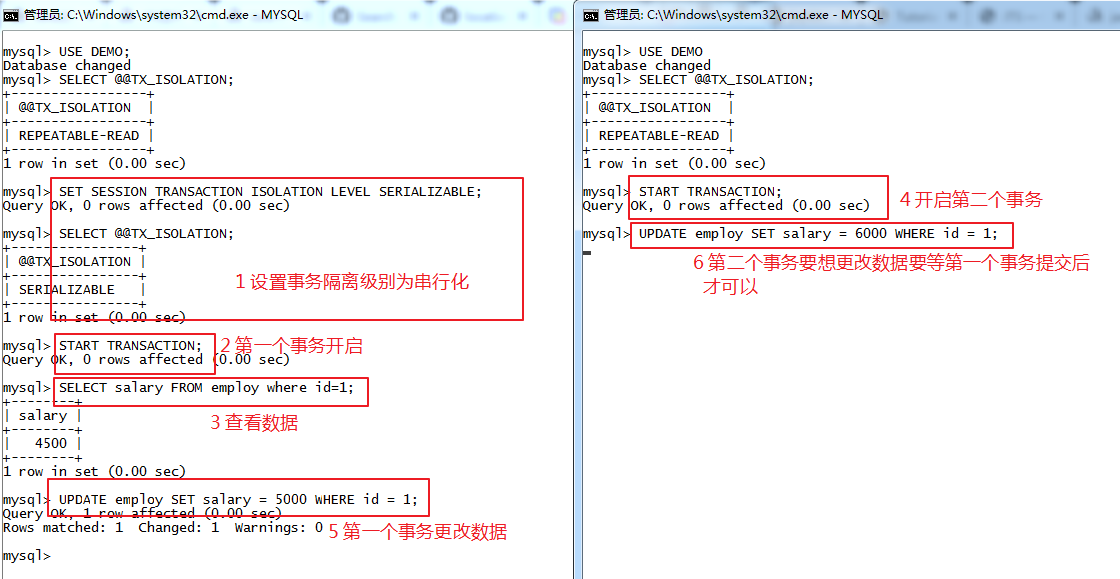 管理员: C:\Windows\system32\cmd.exe - MYSQL
mysql> USE DEMO;
Database changed
mysql> SELECT @@TX_ISOLATION;
+-----------------+
| @@TX_ISOLATION  |
+-----------------+
| REPEATABLE-READ |
+-----------------+
1 row in set (0.00 sec)
mysql> SET SESSION TRANSACTION ISOLATION LEVEL SERIALIZABLE;
Query OK, 0 rows affected (0.00 sec)
mysql> SELECT @@TX_ISOLATION;
+----------------+
| @@TX_ISOLATION |
+----------------+
| SERIALIZABLE   |
+----------------+
1 row in set (0.00 sec)
1 设置事务隔离级别为串行化
mysql> START TRANSACTION;
Query OK, 0 rows affected (0.00 sec)
2 第一个事务开启
mysql> SELECT salary FROM employ where id=1;
+--------+
| salary |
+--------+
|   4500 |
+--------+
1 row in set (0.00 sec)
3 查看数据
mysql> UPDATE employ SET salary = 5000 WHERE id = 1;
Query OK, 1 row affected (0.00 sec)
Rows matched: 1  Changed: 1  Warnings: 0
5 第一个事务更改数据
mysql>
管理员: C:\Windows\system32\cmd.exe - MYSQL
mysql> USE DEMO
Database changed
mysql> SELECT @@TX_ISOLATION;
+-----------------+
| @@TX_ISOLATION  |
+-----------------+
| REPEATABLE-READ |
+-----------------+
1 row in set (0.00 sec)
mysql> START TRANSACTION;
Query OK, 0 rows affected (0.00 sec)
4 开启第二个事务
mysql> UPDATE employ SET salary = 6000 WHERE id = 1;
6 第二个事务要想更改数据要等第一个事务提交后
才可以